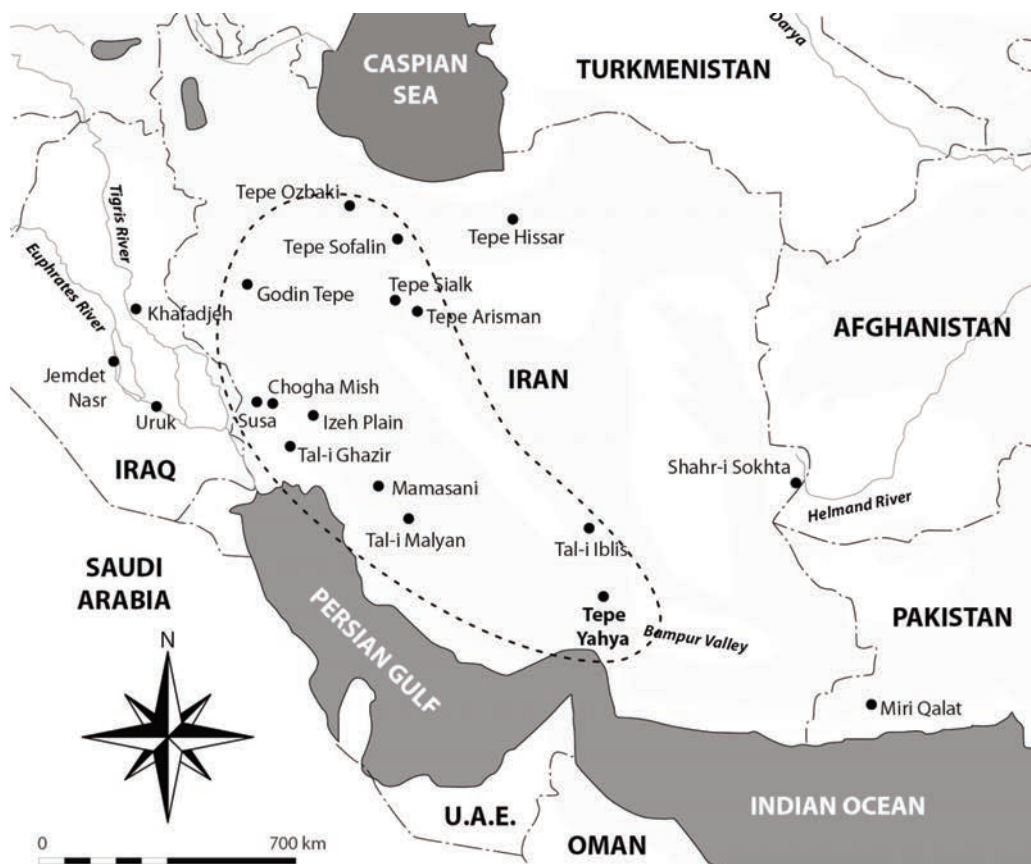 CASPIAN
SEA
TURKMENISTAN
Darya
Tepe Ozbaki
Tepe Hissar
Tepe Sofalin
Tigris River
Euphrates River
Godin Tepe
Tepe Sialk
Khafadjeh
Tepe Arisman
AFGHANISTAN
Jemdet
Nasr
Uruk
IRAN
Chogha Mish
Susa
Izeh Plain
Tal-i Ghazir
IRAQ
Shahr-i Sokhta
Helmand River
Mamasani
Tal-i Malyan
Tal-i Iblis
SAUDI
ARABIA
PERSIAN GULF
Tepe
Yahya
Bampur Valley
PAKISTAN
N
Miri Qalat
U.A.E.
OMAN
INDIAN OCEAN
0 700 km